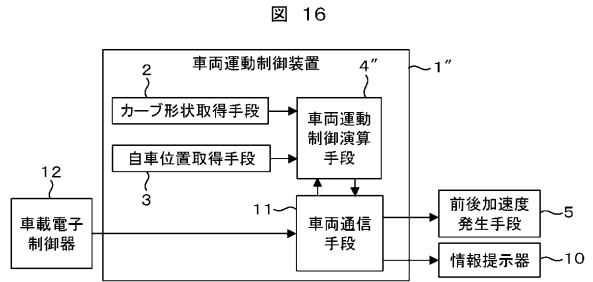 図 16
車両運動制御装置
1″
2
カーブ形状取得手段
4″
車両運動
制御演算
手段
自車位置取得手段
3
12
車載電子
制御器
11
車両通信
手段
前後加速度
発生手段
5
情報提示器
10